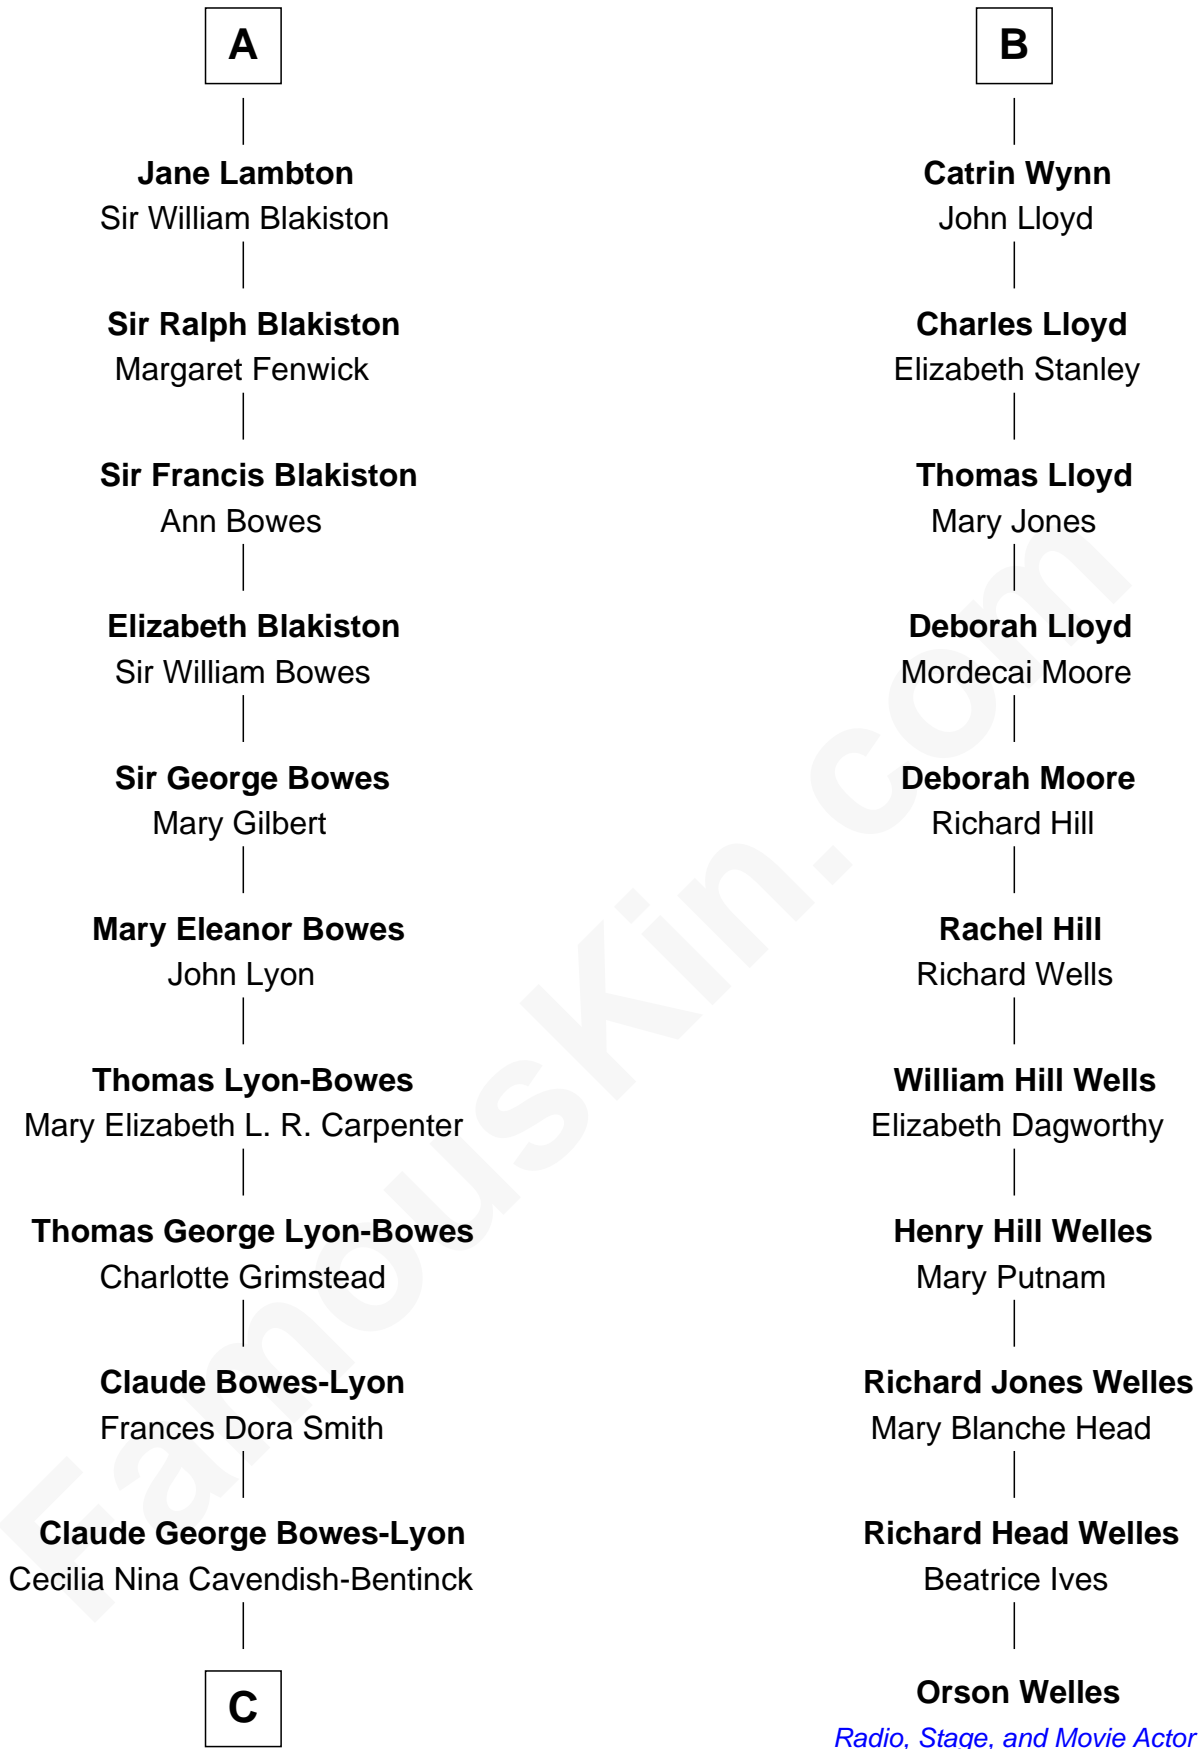 A
Jane Lambton
Sir William Blakiston
Sir Ralph Blakiston
Margaret Fenwick
Sir Francis Blakiston
Ann Bowes
Elizabeth Blakiston
Sir William Bowes
Sir George Bowes
Mary Gilbert
Mary Eleanor Bowes
John Lyon
Thomas Lyon-Bowes
Mary Elizabeth L. R. Carpenter
Thomas George Lyon-Bowes
Charlotte Grimstead
Claude Bowes-Lyon
Frances Dora Smith
Claude George Bowes-Lyon
Cecilia Nina Cavendish-Bentinck
C
B
Catrin Wynn
John Lloyd
Charles Lloyd
Elizabeth Stanley
Thomas Lloyd
Mary Jones
Deborah Lloyd
Mordecai Moore
Deborah Moore
Richard Hill
Rachel Hill
Richard Wells
William Hill Wells
Elizabeth Dagworthy
Henry Hill Welles
Mary Putnam
Richard Jones Welles
Mary Blanche Head
Richard Head Welles
Beatrice Ives
Orson Welles
Radio, Stage, and Movie Actor
FamousKin.com